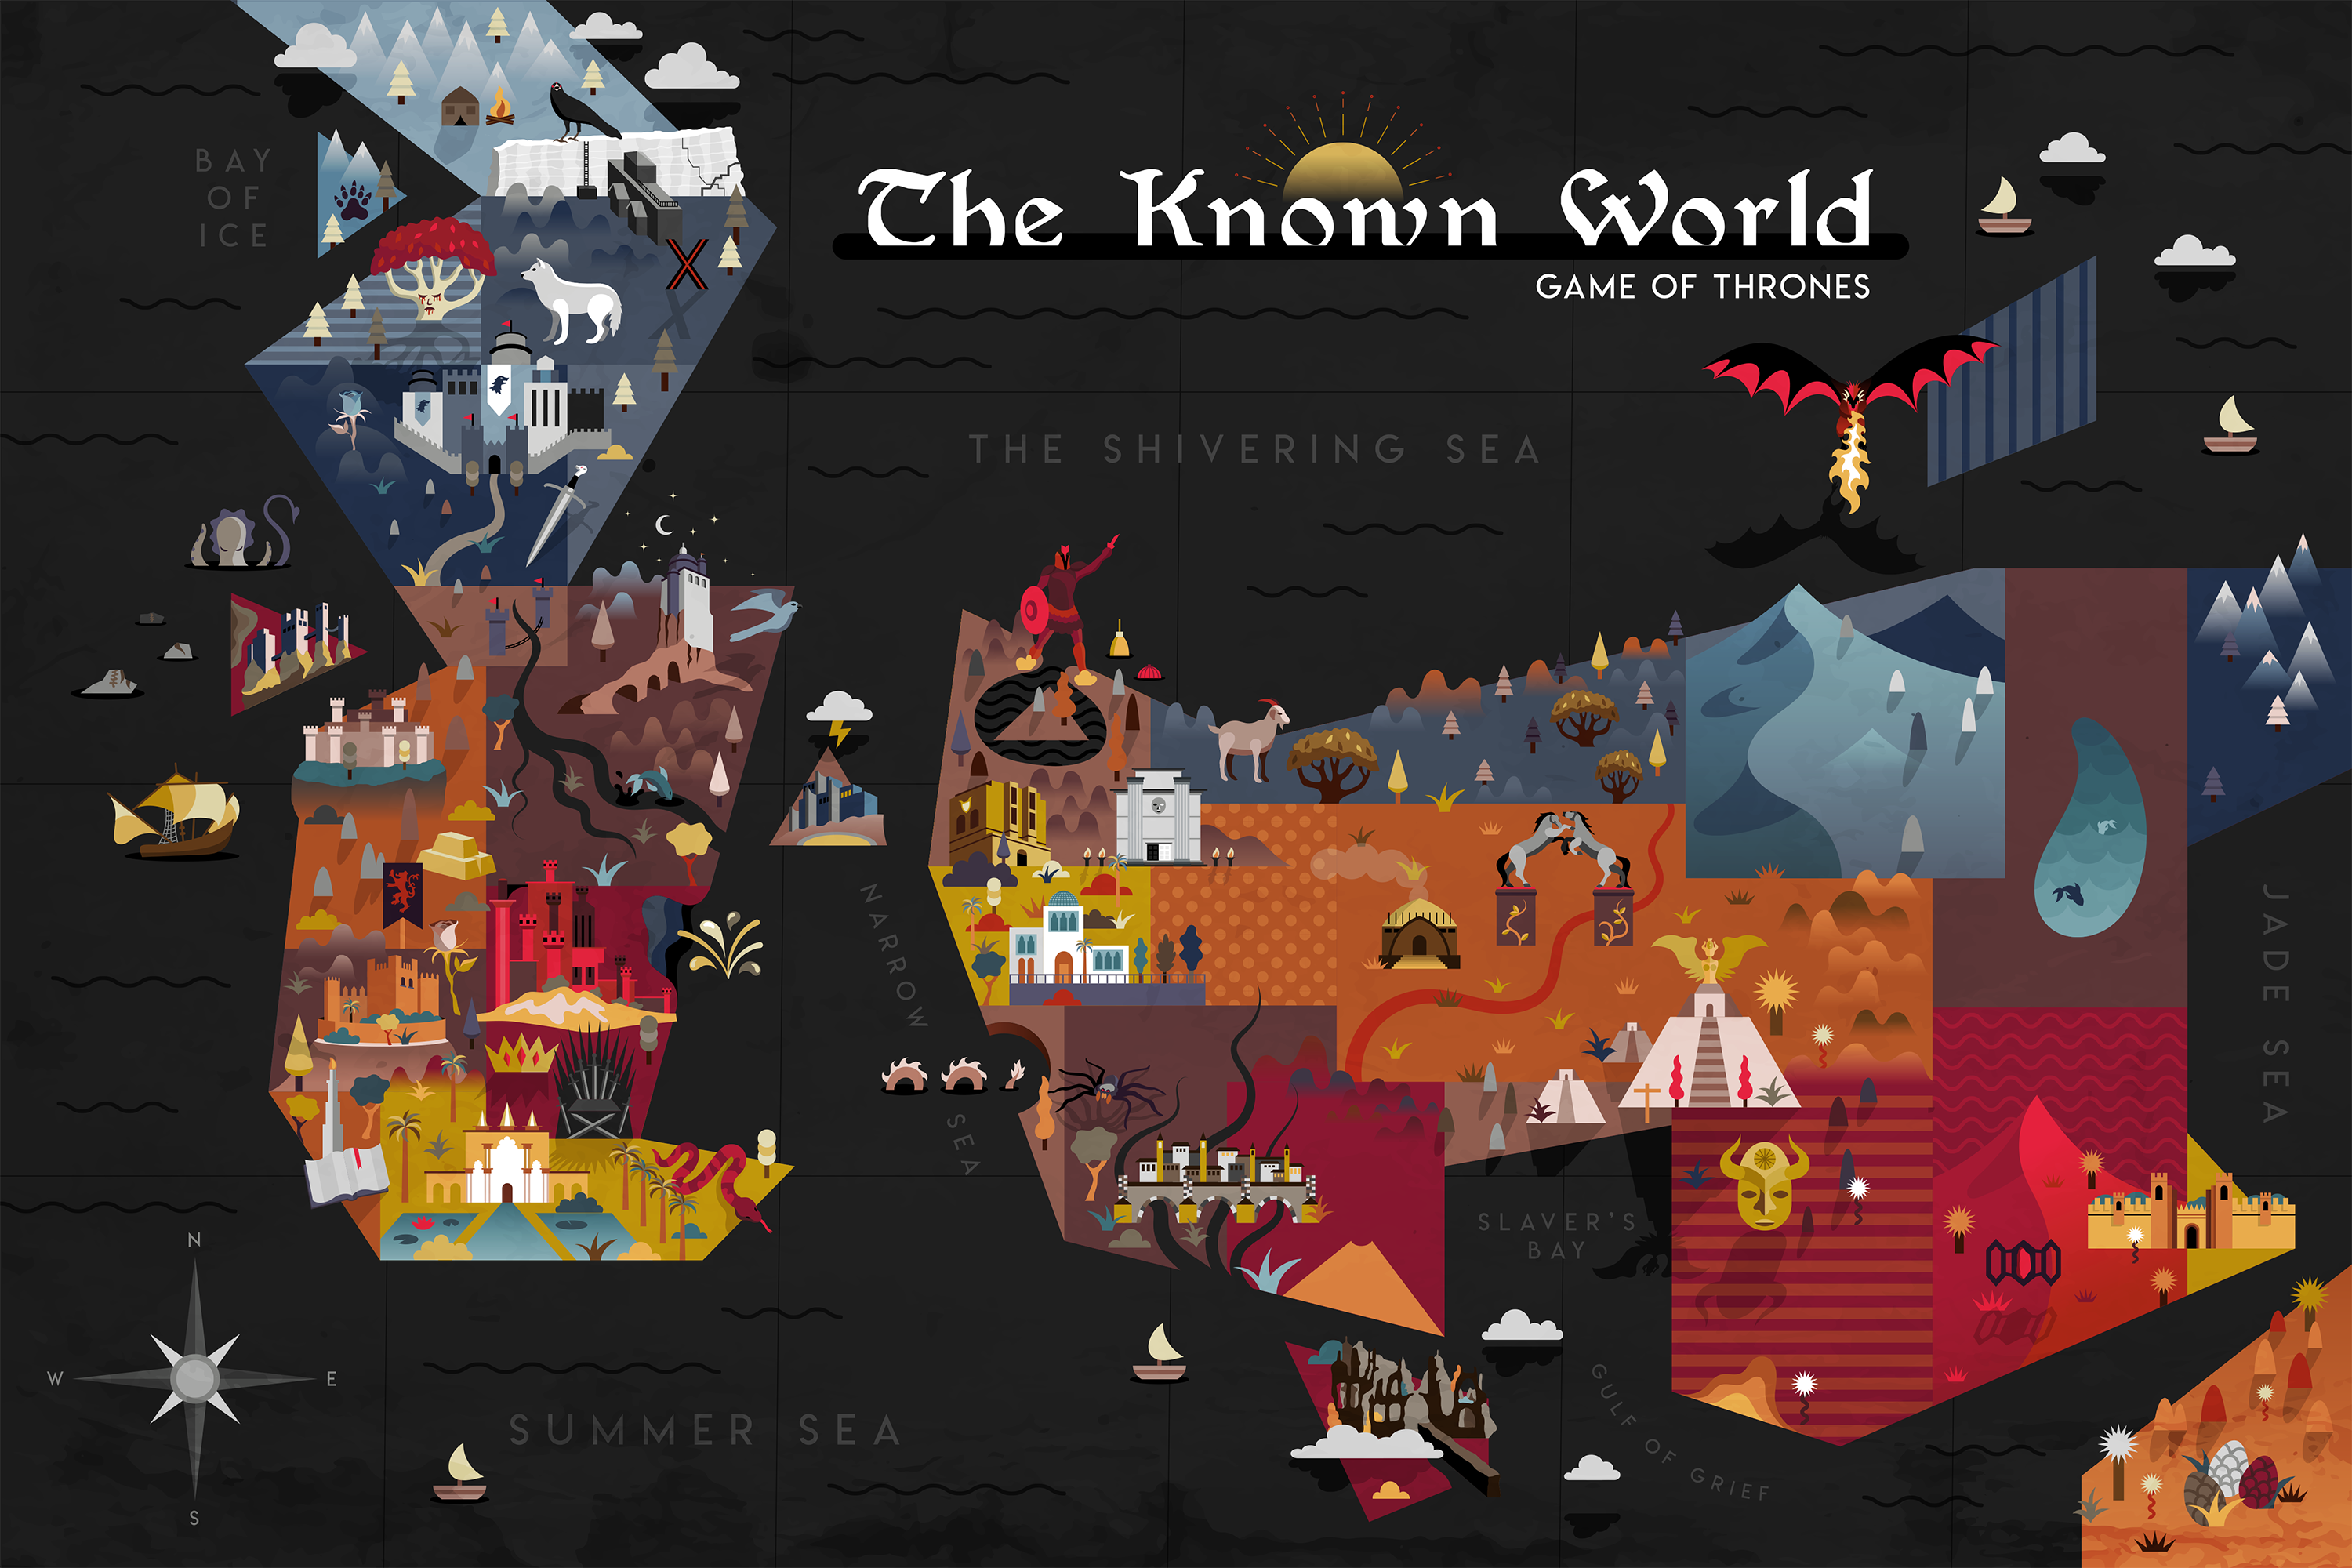 The Known World
GAME OF THRONES
BAY
OF
ICE
THE SHIVERING SEA
NARROW
SEA
JADE SEA
SLAVER'S
BAY
GULF OF GRIEF
SUMMER SEA
N
W
E
S